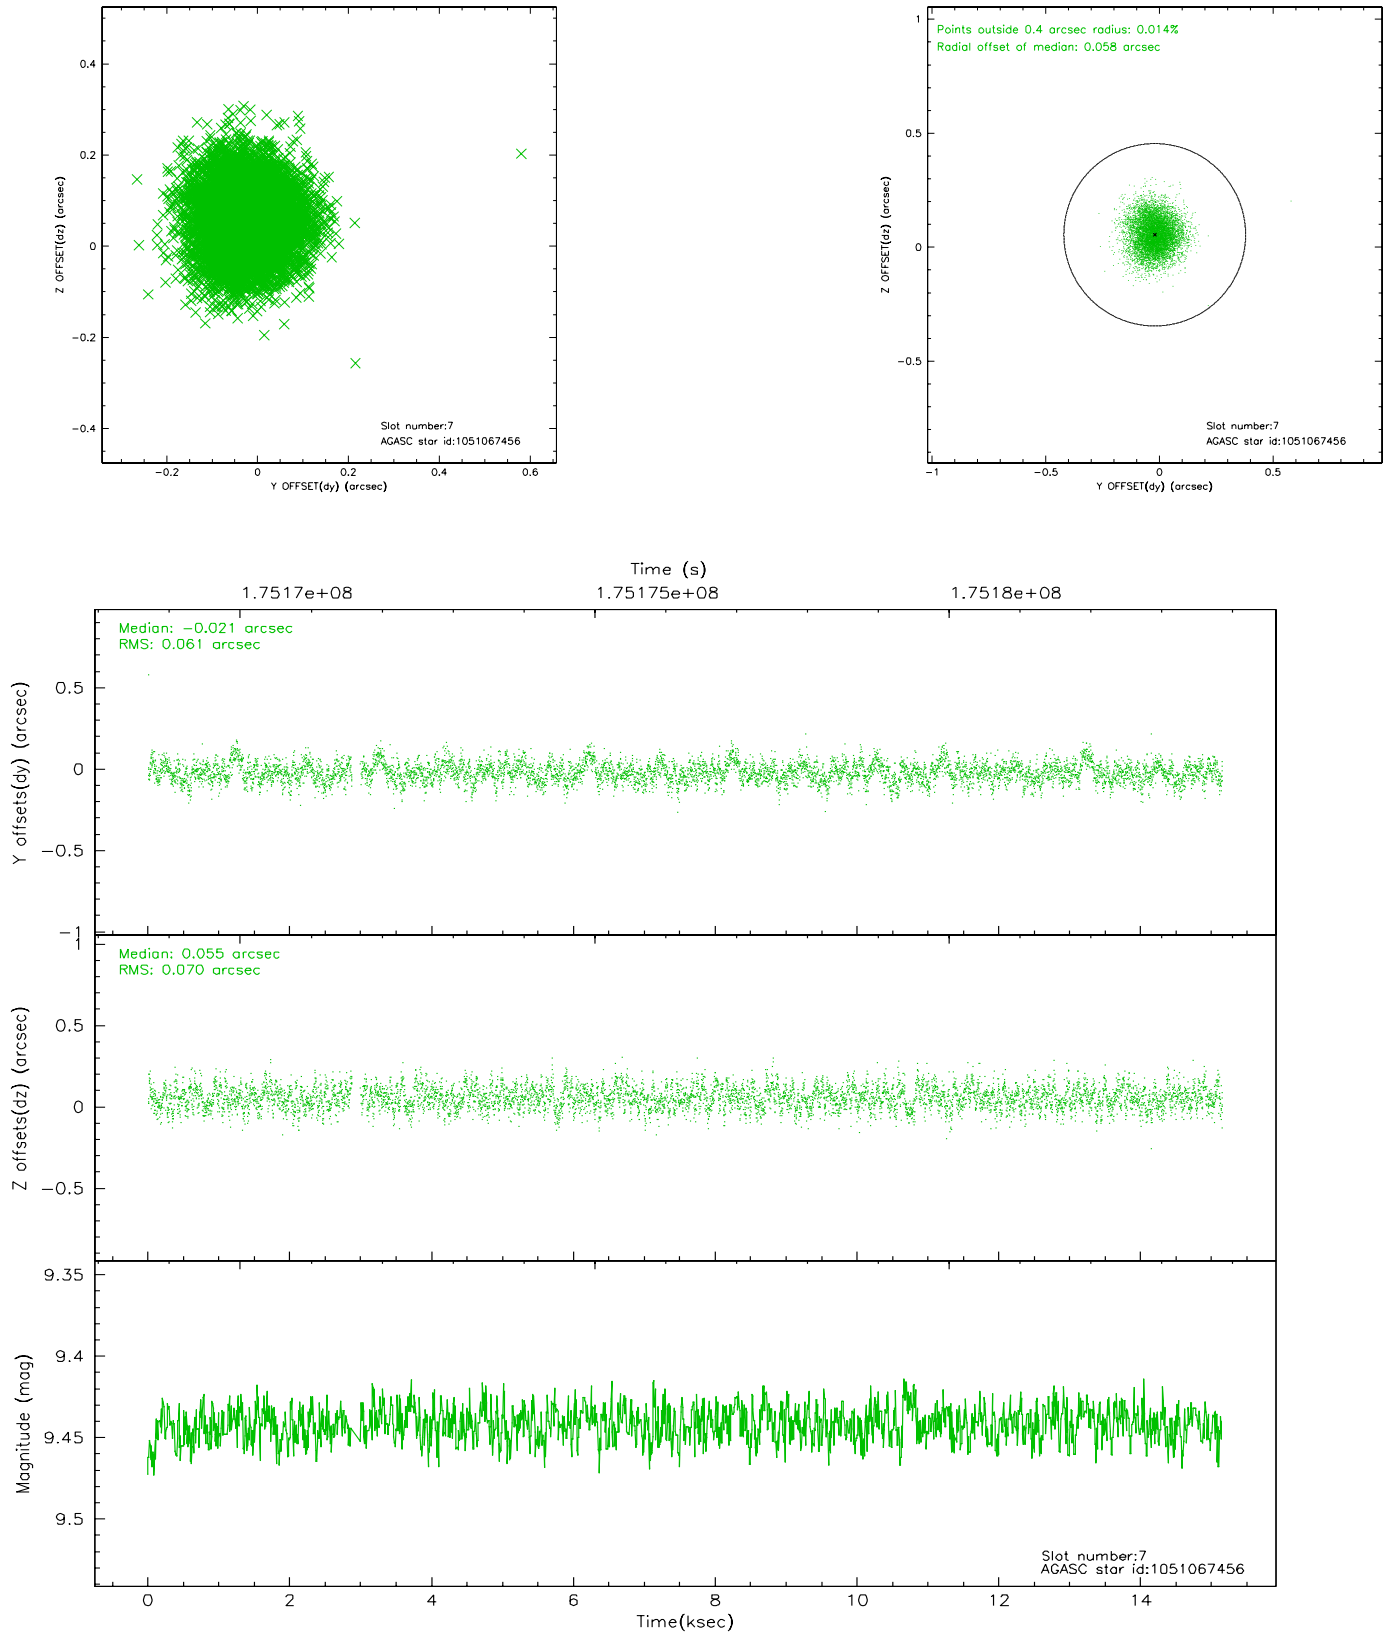 0.4
0.2
0
-0.2
-0.4
Z OFFSET(dz) (arcsec)
-0.2 0 0.2 0.4 0.6
Y OFFSET(dy) (arcsec)
Slot number:7
AGASC star id:1051067456
Points outside 0.4 arcsec radius: 0.014%
Radial offset of median: 0.058 arcsec
1
0.5
0
-0.5
Z OFFSET(dz) (arcsec)
-1 -0.5 0 0.5
Y OFFSET(dy) (arcsec)
Slot number:7
AGASC star id:1051067456
Time (s)
1.7517e+08 1.75175e+08 1.7518e+08
Median: -0.021 arcsec
RMS: 0.061 arcsec
0.5
0
-0.5
-1
Y offsets(dy) (arcsec)
Median: 0.055 arcsec
RMS: 0.070 arcsec
1
0.5
0
-0.5
Z offsets(dz) (arcsec)
9.35
9.4
9.45
9.5
Magnitude (mag)
Slot number:7
AGASC star id:1051067456
0 2 4 6 8 10 12 14
Time(ksec)